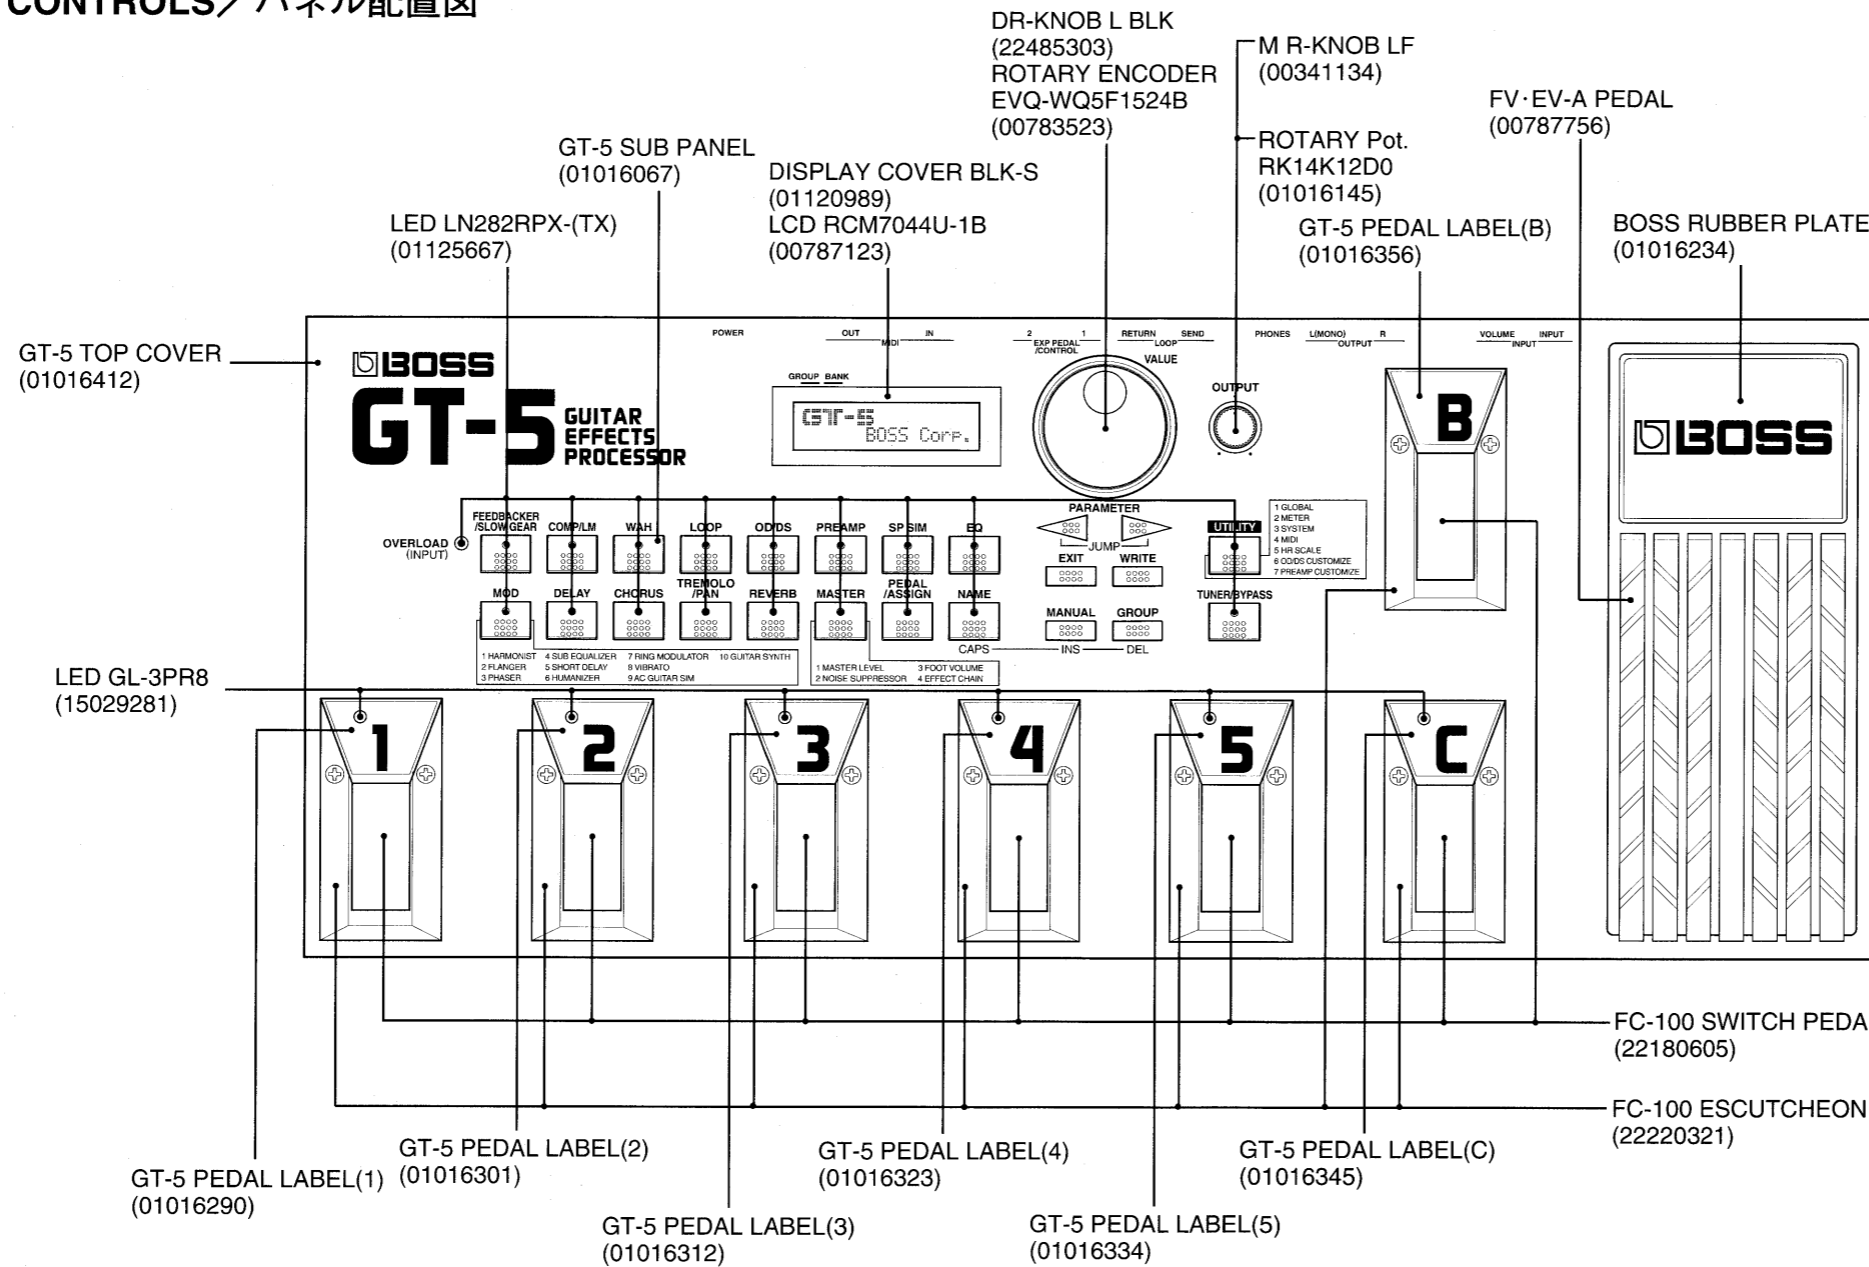 CONTROLS／パネル配置図
DR-KNOB L BLK
(22485303)
ROTARY ENCODER
EVQ-WQ5F1524B
(00783523)
M R-KNOB LF
(00341134)
ROTARY Pot.
RK14K12D0
(01016145)
FV·EV-A PEDAL
(00787756)
GT-5 SUB PANEL
(01016067)
DISPLAY COVER BLK-S
(01120989)
LCD RCM7044U-1B
(00787123)
LED LN282RPX-(TX)
(01125667)
GT-5 PEDAL LABEL(B)
(01016356)
BOSS RUBBER PLATE
(01016234)
GT-5 TOP COVER
(01016412)
POWER
OUT
IN
MIDI
2
1
EXP PEDAL
/CONTROL
RETURN
SEND
LOOP
PHONES
L(MONO)
R
OUTPUT
VOLUME
INPUT
INPUT
BOSS
GT-5
GUITAR
EFFECTS
PROCESSOR
GROUP BANK
GT-5
BOSS Corp.
VALUE
OUTPUT
B
BOSS
OVERLOAD
(INPUT)
FEEDBACKER
/SLOW GEAR
COMP/LM
WAH
LOOP
OD/DS
PREAMP
SP SIM
EQ
PARAMETER
JUMP
EXIT
WRITE
UTILITY
1 GLOBAL
2 METER
3 SYSTEM
4 MIDI
5 HR SCALE
6 OD/DS CUSTOMIZE
7 PREAMP CUSTOMIZE
MOD
DELAY
CHORUS
TREMOLO
/PAN
REVERB
MASTER
PEDAL
/ASSIGN
NAME
MANUAL
GROUP
TUNER/BYPASS
CAPS
INS
DEL
1 HARMONIST 4 SUB EQUALIZER 7 RING MODULATOR 10 GUITAR SYNTH
2 FLANGER 5 SHORT DELAY 8 VIBRATO
3 PHASER 6 HUMANIZER 9 AC GUITAR SIM
1 MASTER LEVEL 3 FOOT VOLUME
2 NOISE SUPPRESSOR 4 EFFECT CHAIN
LED GL-3PR8
(15029281)
1
2
3
4
5
C
FC-100 SWITCH PEDA
(22180605)
FC-100 ESCUTCHEON
(22220321)
GT-5 PEDAL LABEL(1)
(01016290)
GT-5 PEDAL LABEL(2)
(01016301)
GT-5 PEDAL LABEL(3)
(01016312)
GT-5 PEDAL LABEL(4)
(01016323)
GT-5 PEDAL LABEL(5)
(01016334)
GT-5 PEDAL LABEL(C)
(01016345)